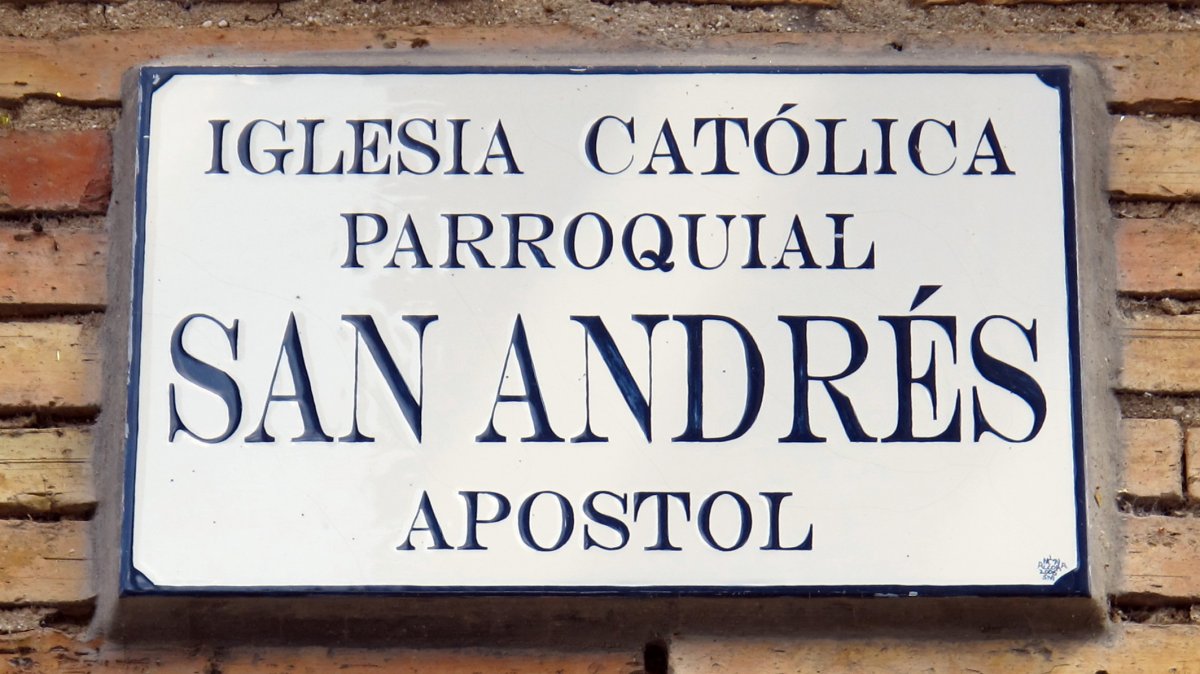 IGLESIA CATÓLICA
PARROQUIAL
SAN ANDRÉS
APOSTOL